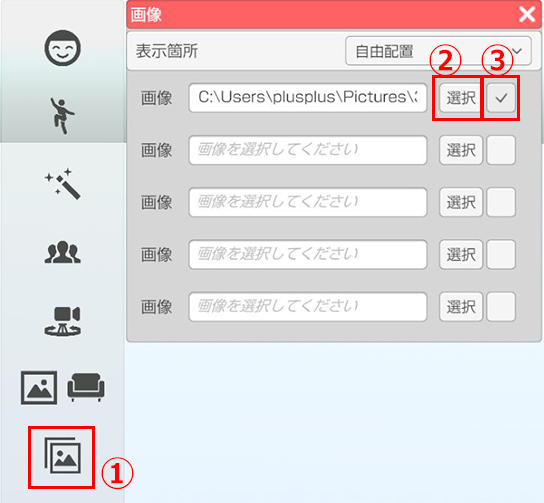 画像
表示箇所 自由配置
② ③
画像 C:\Users\plusplus\Pictures\ 選択
画像 画像を選択してください 選択
画像 画像を選択してください 選択
画像 画像を選択してください 選択
画像 画像を選択してください 選択
①